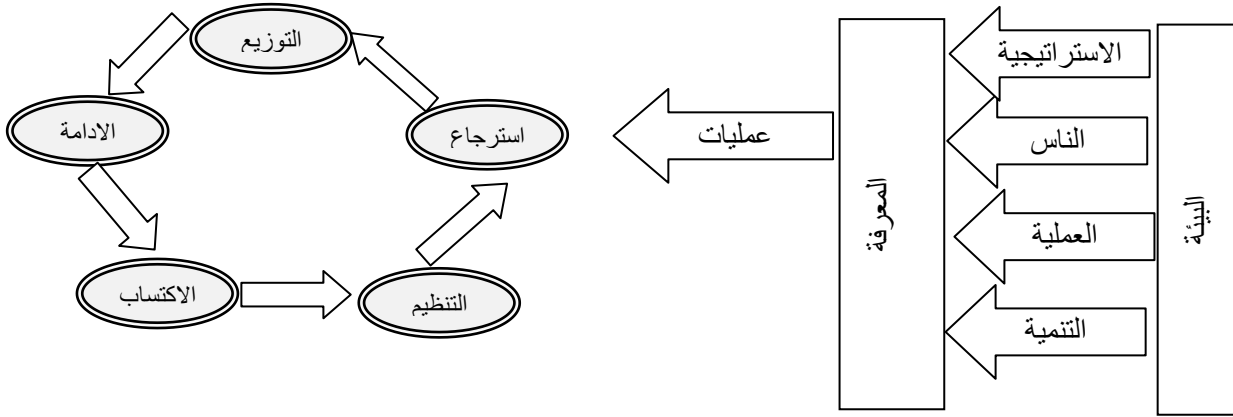 البيئة
الاستراتيجية
الناس
العملية
التنمية
المعرفة
عمليات
التوزيع
استرجاع
الادامة
التنظيم
الاكتساب